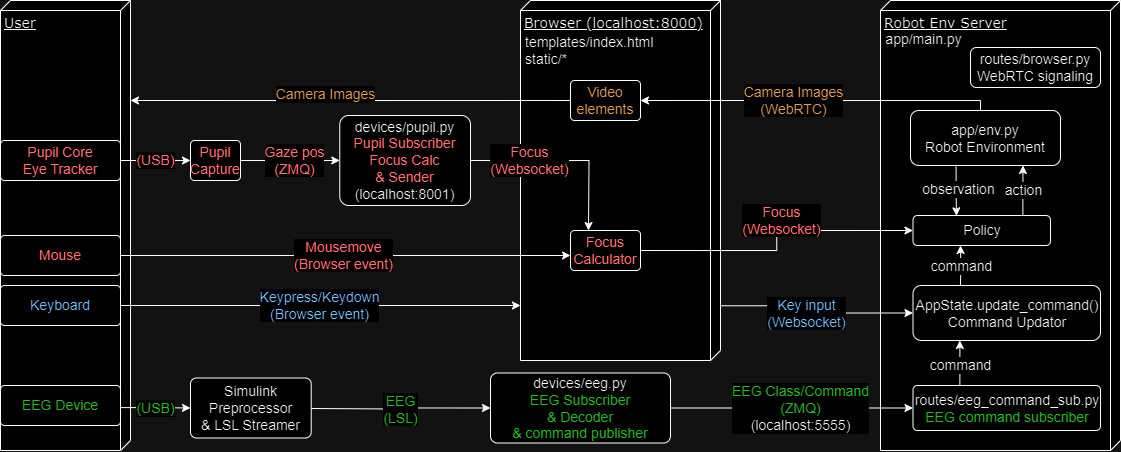 User
Browser (localhost:8000)
templates/index.html
static/*
Robot Env Server
app/main.py
routes/browser.py
WebRTC signaling
Camera Images
Video
elements
Camera Images
(WebRTC)
app/env.py
Robot Environment
Pupil Core
Eye Tracker
(USB)
Pupil
Capture
Gaze pos
(ZMQ)
devices/pupil.py
Pupil Subscriber
Focus Calc
& Sender
(localhost:8001)
Focus
(Websocket)
observation
action
Focus
(Websocket)
Policy
Mouse
Mousemove
(Browser event)
Focus
Calculator
command
Keyboard
Keypress/Keydown
(Browser event)
Key input
(Websocket)
AppState.update_command()
Command Updator
command
EEG Device
(USB)
Simulink
Preprocessor
& LSL Streamer
EEG
(LSL)
devices/eeg.py
EEG Subscriber
& Decoder
& command publisher
EEG Class/Command
(ZMQ)
(localhost:5555)
routes/eeg_command_sub.py
EEG command subscriber